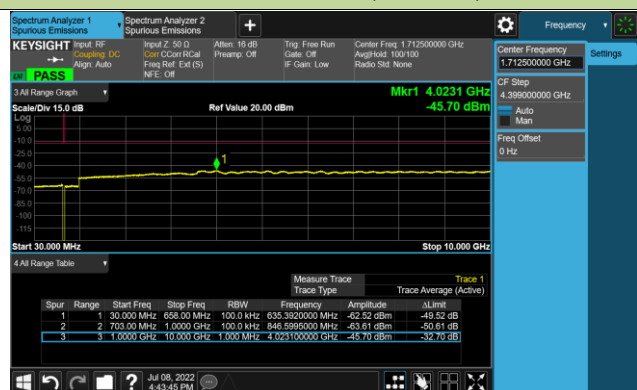 Spectrum Analyzer 1
Spurious Emissions
Spectrum Analyzer 2
Spurious Emissions
Frequency
KEYSIGHT
Input: RF
Coupling: DC
Align: Auto
Input Z: 50 Ω
Corr CCorr RCal
Freq Ref: Ext (S)
NFE: Off
Atten: 16 dB
Preamp: Off
Trig: Free Run
Gate: Off
IF Gain: Low
Center Freq: 1.712500000 GHz
Avg|Hold: 100/100
Radio Std: None
LXI PASS
Center Frequency
1.712500000 GHz
Settings
CF Step
4.399000000 GHz
Auto
Man
Freq Offset
0 Hz
3 All Range Graph
Mkr1 4.0231 GHz
Scale/Div 15.0 dB
Ref Value 20.00 dBm
-45.70 dBm
Log
5.00
-10.0
-25.0
-40.0
-55.0
-70.0
-85.0
-100
-115
1
Start 30.000 MHz
Stop 10.000 GHz
4 All Range Table
Measure Trace Trace 1
Trace Type Trace Average (Active)
Spur Range Start Freq Stop Freq RBW Frequency Amplitude ΔLimit
1 1 30.000 MHz 658.00 MHz 100.0 kHz 635.3920000 MHz -62.52 dBm -49.52 dB
2 2 703.00 MHz 1.0000 GHz 100.0 kHz 846.5995000 MHz -63.61 dBm -50.61 dB
3 3 1.0000 GHz 10.000 GHz 1.000 MHz 4.023100000 GHz -45.70 dBm -32.70 dB
Jul 08, 2022
4:43:45 PM